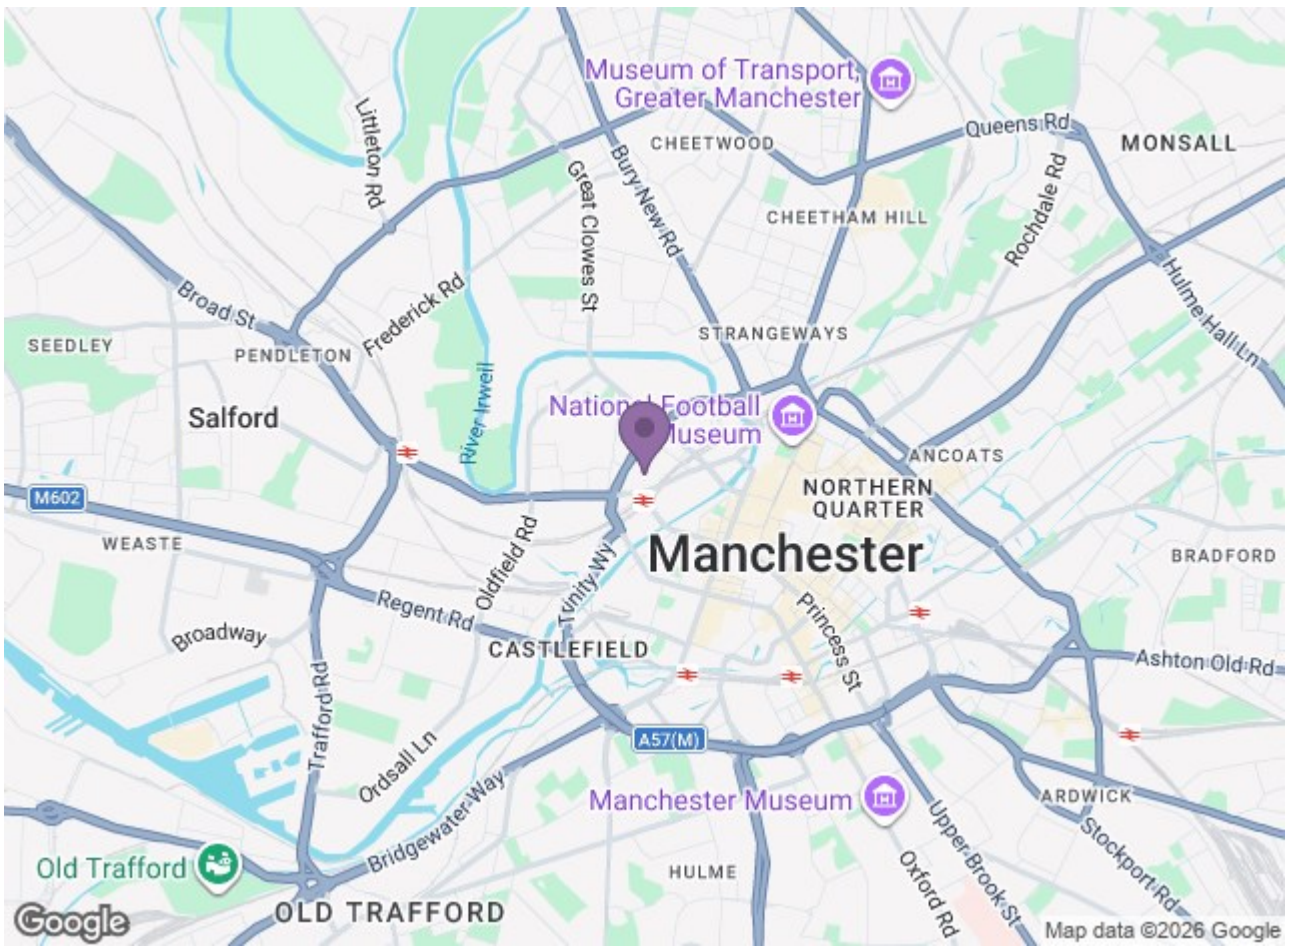 Museum of Transport,
Greater Manchester
Littleton Rd
CHEETWOOD
Queens Rd
MONSALL
Bury New Rd
Great Clowes St
Rochdale Rd
CHEETHAM HILL
Hulme Hall Ln
Broad St
Frederick Rd
SEEDLEY
PENDLETON
STRANGEWAYS
River Irwell
National Football
Museum
Salford
ANCOATS
M602
NORTHERN
QUARTER
WEASTE
Oldfield Rd
Manchester
BRADFORD
Trinity Wy
Regent Rd
Princess St
Broadway
CASTLEFIELD
Ashton Old Rd
Trafford Rd
A57(M)
Ordsall Ln
Bridgewater Way
Manchester Museum
ARDWICK
Upper Brook St
Stockport Rd
Old Trafford
HULME
Oxford Rd
OLD TRAFFORD
Google
Map data ©2026 Google